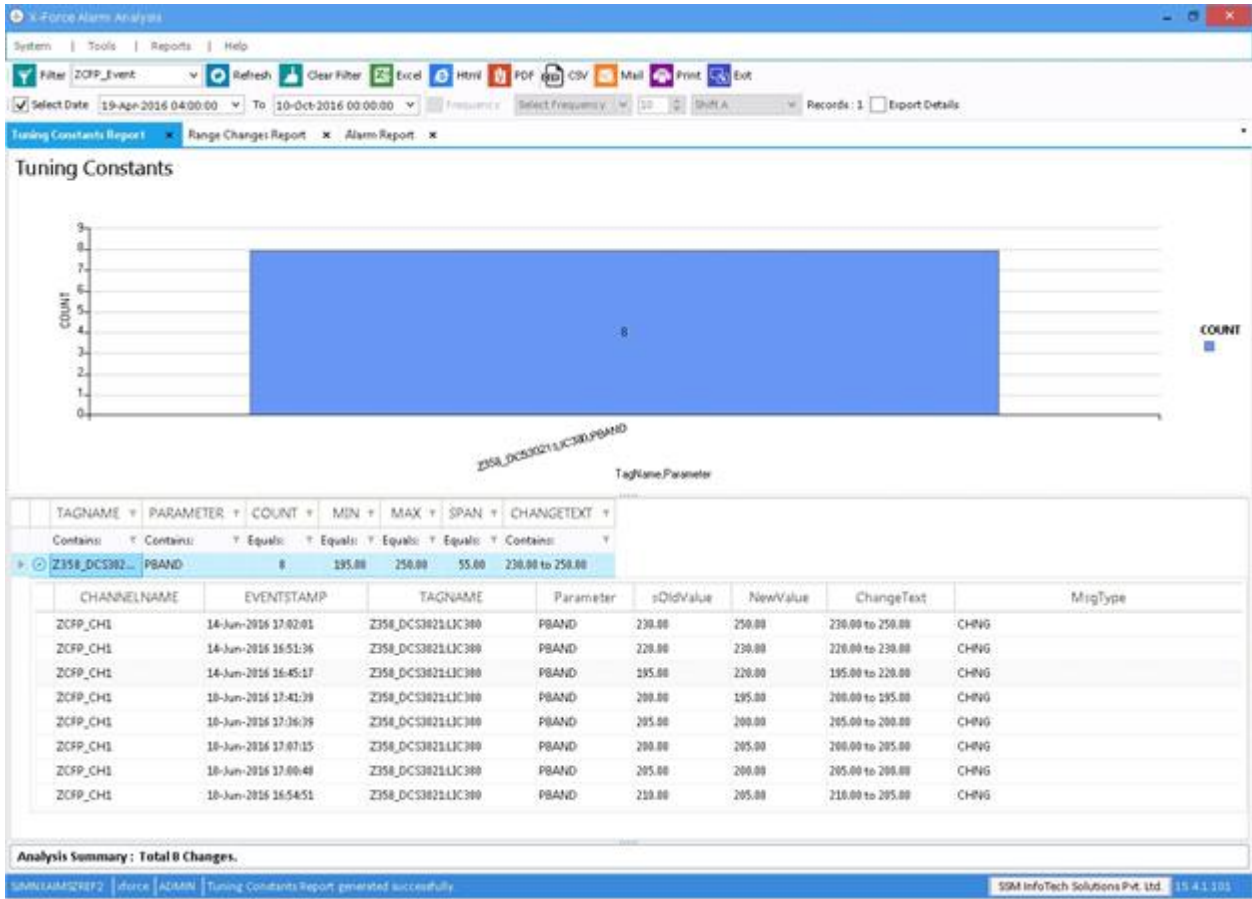 X-Force Alarm Analysis
System | Tools | Reports | Help
Filter ZCFP_Event Refresh Clear Filter Excel Html PDF CSV Mail Print Exit
Select Date 19-Apr-2016 04:00:00 To 10-Oct-2016 00:00:00 Frequency Select Frequency 10 Shift A Records : 1 Export Details
Tuning Constants Report Range Changes Report Alarm Report
Tuning Constants
9
8
7
6
5
4
3
2
1
0
COUNT
8
COUNT
Z358_DCS3021:LIC380,PBAND
TagName,Parameter
TAGNAME PARAMETER COUNT MIN MAX SPAN CHANGETEXT
Contains: Contains: Equals: Equals: Equals: Equals: Contains:
Z358_DCS302... PBAND 8 195.00 250.00 55.00 230.00 to 250.00
CHANNELNAME EVENTSTAMP TAGNAME Parameter sOldValue NewValue ChangeText MsgType
ZCFP_CH1 14-Jun-2016 17:02:01 Z358_DCS3021:LIC380 PBAND 230.00 250.00 230.00 to 250.00 CHNG
ZCFP_CH1 14-Jun-2016 16:51:36 Z358_DCS3021:LIC380 PBAND 220.00 230.00 220.00 to 230.00 CHNG
ZCFP_CH1 14-Jun-2016 16:45:17 Z358_DCS3021:LIC380 PBAND 195.00 220.00 195.00 to 220.00 CHNG
ZCFP_CH1 10-Jun-2016 17:41:39 Z358_DCS3021:LIC380 PBAND 200.00 195.00 200.00 to 195.00 CHNG
ZCFP_CH1 10-Jun-2016 17:36:39 Z358_DCS3021:LIC380 PBAND 205.00 200.00 205.00 to 200.00 CHNG
ZCFP_CH1 10-Jun-2016 17:07:15 Z358_DCS3021:LIC380 PBAND 200.00 205.00 200.00 to 205.00 CHNG
ZCFP_CH1 10-Jun-2016 17:00:48 Z358_DCS3021:LIC380 PBAND 205.00 200.00 205.00 to 200.00 CHNG
ZCFP_CH1 10-Jun-2016 16:54:51 Z358_DCS3021:LIC380 PBAND 210.00 205.00 210.00 to 205.00 CHNG
Analysis Summary : Total 8 Changes.
xforce ADMIN Tuning Constants Report generated successfully. SSM InfoTech Solutions Pvt. Ltd. 15.4.1.101